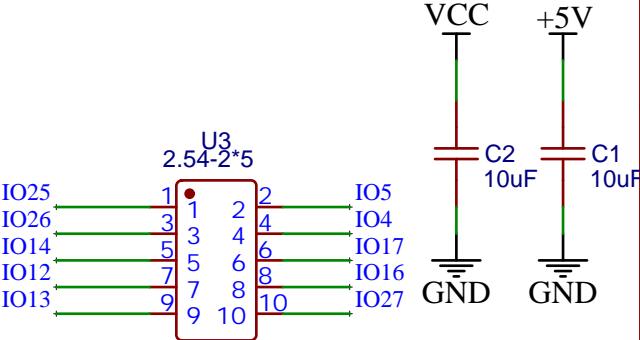 VCC +5V
U3
2.54-2*5
C2 C1
10uF 10uF
IO25 1 1 2 2 IO5
IO26 3 3 4 4 IO4
IO14 5 5 6 6 IO17
IO12 7 7 8 8 IO16
IO13 9 9 10 10 IO27
GND GND